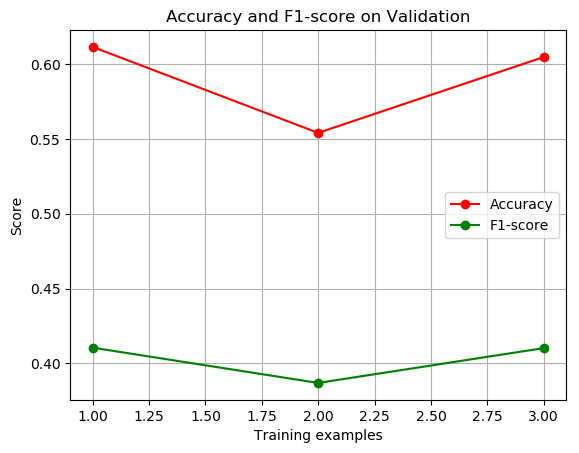 Accuracy and F1-score on Validation
0.60
0.55
0.50
0.45
0.40
Score
Accuracy
F1-score
1.00 1.25 1.50 1.75 2.00 2.25 2.50 2.75 3.00
Training examples